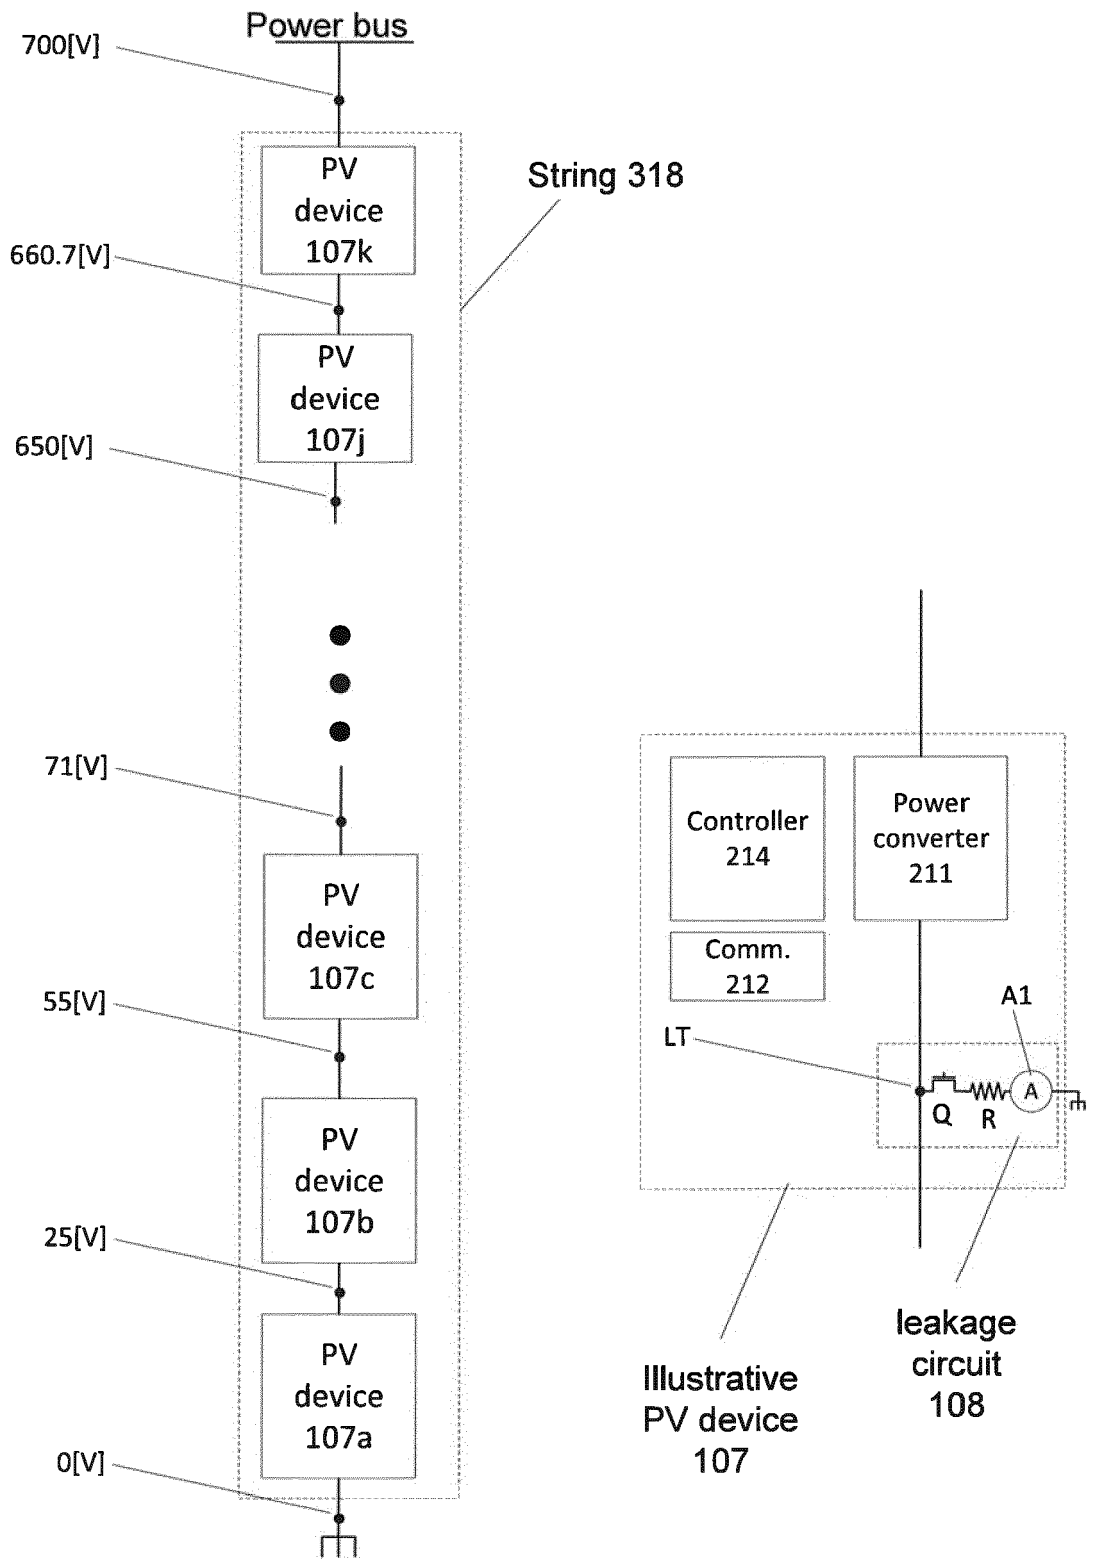 Power bus
700[V]
PV
device
107k
String 318
660.7[V]
PV
device
107j
650[V]
71[V]
PV
device
107c
55[V]
PV
device
107b
25[V]
PV
device
107a
0[V]
Controller
214
Power
converter
211
Comm.
212
A1
LT
A
Q
R
Illustrative
PV device
107
leakage
circuit
108